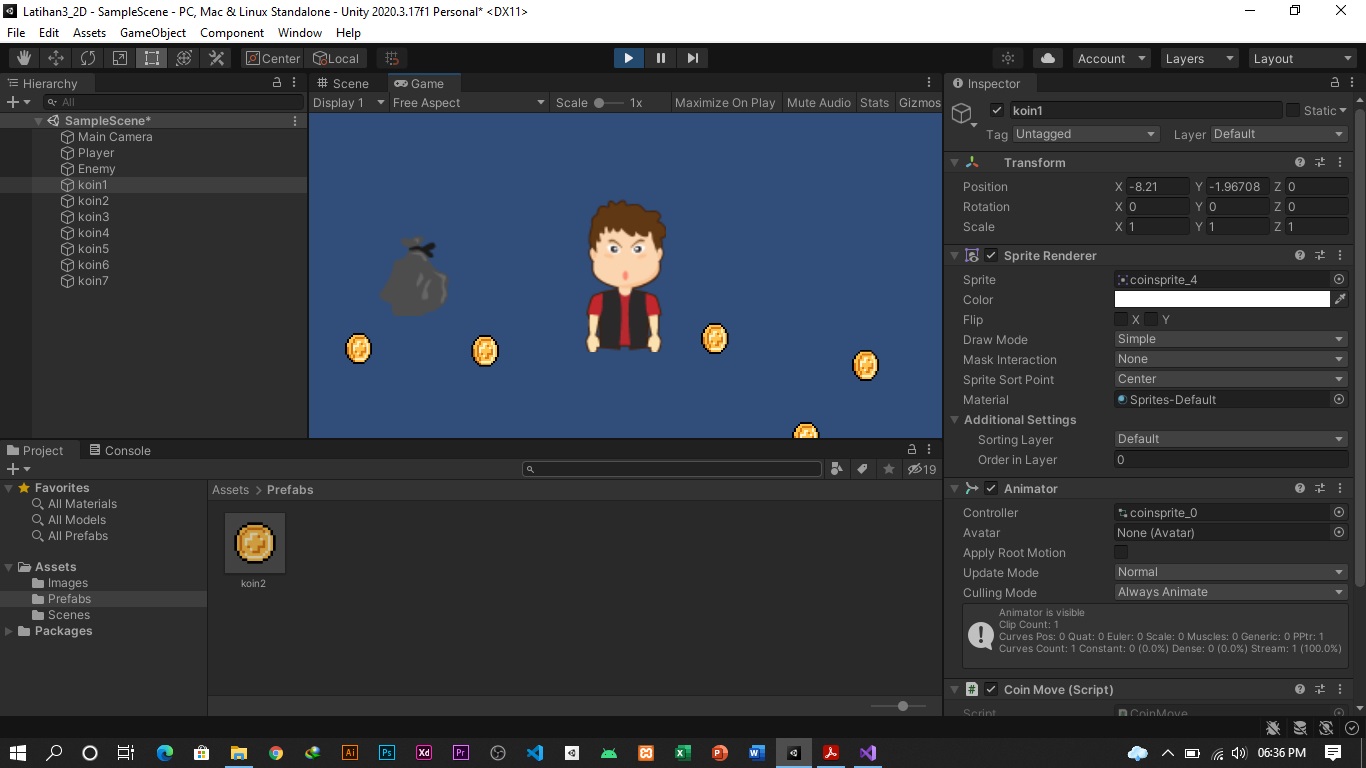 Latihan3_2D - SampleScene - PC, Mac & Linux Standalone - Unity 2020.3.17f1 Personal* <DX11>
File Edit Assets GameObject Component Window Help
Center Local Account Layers Layout
Hierarchy
All
SampleScene*
Main Camera
Player
Enemy
koin1
koin2
koin3
koin4
koin5
koin6
koin7
Scene Game
Display 1 Free Aspect Scale 1x Maximize On Play Mute Audio Stats Gizmos
Inspector
koin1 Static
Tag Untagged Layer Default
Transform
Position X -8.21 Y -1.96708 Z 0
Rotation X 0 Y 0 Z 0
Scale X 1 Y 1 Z 1
Sprite Renderer
Sprite coinsprite_4
Color
Flip X Y
Draw Mode Simple
Mask Interaction None
Sprite Sort Point Center
Material Sprites-Default
Additional Settings
Sorting Layer Default
Order in Layer 0
Animator
Controller coinsprite_0
Avatar None (Avatar)
Apply Root Motion
Update Mode Normal
Culling Mode Always Animate
Animator is visible
Clip Count: 1
Curves Pos: 0 Quat: 0 Euler: 0 Scale: 0 Muscles: 0 Generic: 0 PPtr: 1
Curves Count: 1 Constant: 0 (0.0%) Dense: 0 (0.0%) Stream: 1 (100.0%)
Coin Move (Script)
Script CoinMove
Project Console
19
Favorites
All Materials
All Models
All Prefabs
Assets
Images
Prefabs
Scenes
Packages
Assets > Prefabs
koin2
06:36 PM